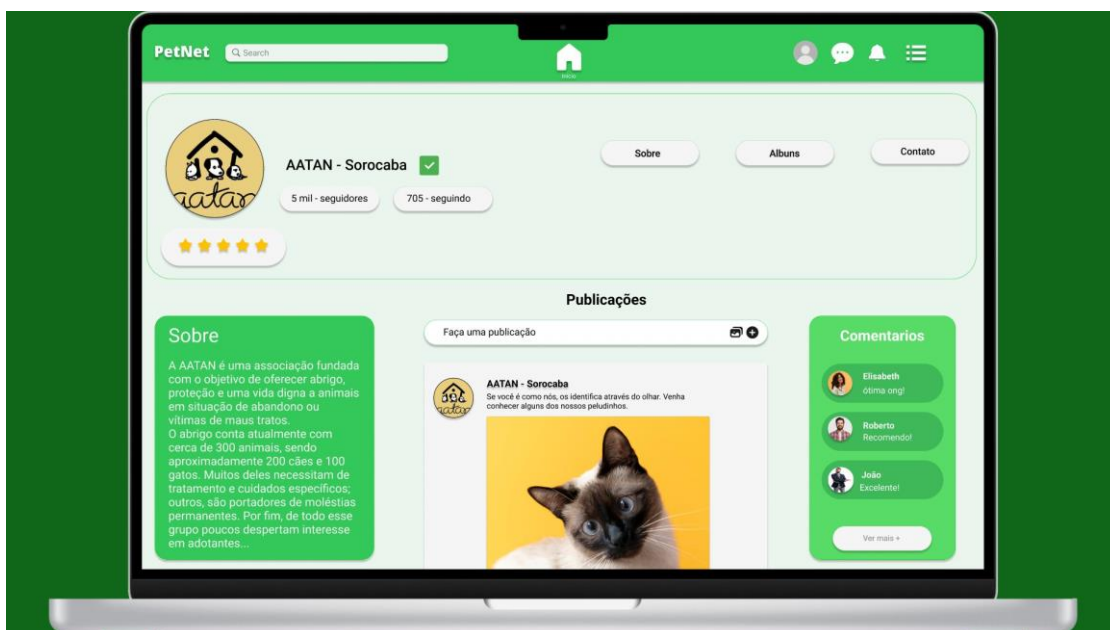 PetNet
Search
Início
aatan
AATAN - Sorocaba
5 mil - seguidores
705 - seguindo
Sobre
Albuns
Contato
Publicações
Sobre
A AATAN é uma associação fundada
com o objetivo de oferecer abrigo,
proteção e uma vida digna a animais
em situação de abandono ou
vítimas de maus tratos.
O abrigo conta atualmente com
cerca de 300 animais, sendo
aproximadamente 200 cães e 100
gatos. Muitos deles necessitam de
tratamento e cuidados específicos;
outros, são portadores de moléstias
permanentes. Por fim, de todo esse
grupo poucos despertam interesse
em adotantes...
Faça uma publicação
aatan
AATAN - Sorocaba
Se você é como nós, os identifica através do olhar. Venha
conhecer alguns dos nossos peludinhos.
Comentarios
Elisabeth
ótima ong!
Roberto
Recomendo!
João
Excelente!
Ver mais +